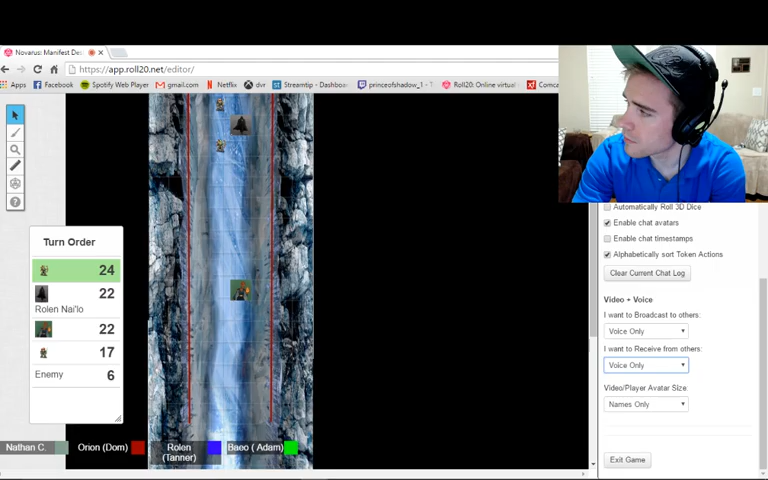 Novarus: Manifest De
https://app.roll20.net/editor/
Apps Facebook Spotify Web Player gmail.com Netflix dvr Streamtip - Dashboa princeofshadow_1 - T Roll20: Online virtual Comca
Automatically Roll 3D Dice
Enable chat avatars
Enable chat timestamps
Alphabetically sort Token Actions
Clear Current Chat Log
Video + Voice
I want to Broadcast to others:
Voice Only
I want to Receive from others:
Voice Only
Video/Player Avatar Size:
Names Only
Exit Game
Turn Order
24
22
Rolen Nai'lo
22
17
Enemy 6
Nathan C.
Orion (Dom)
Rolen
(Tanner)
Baeo ( Adam)